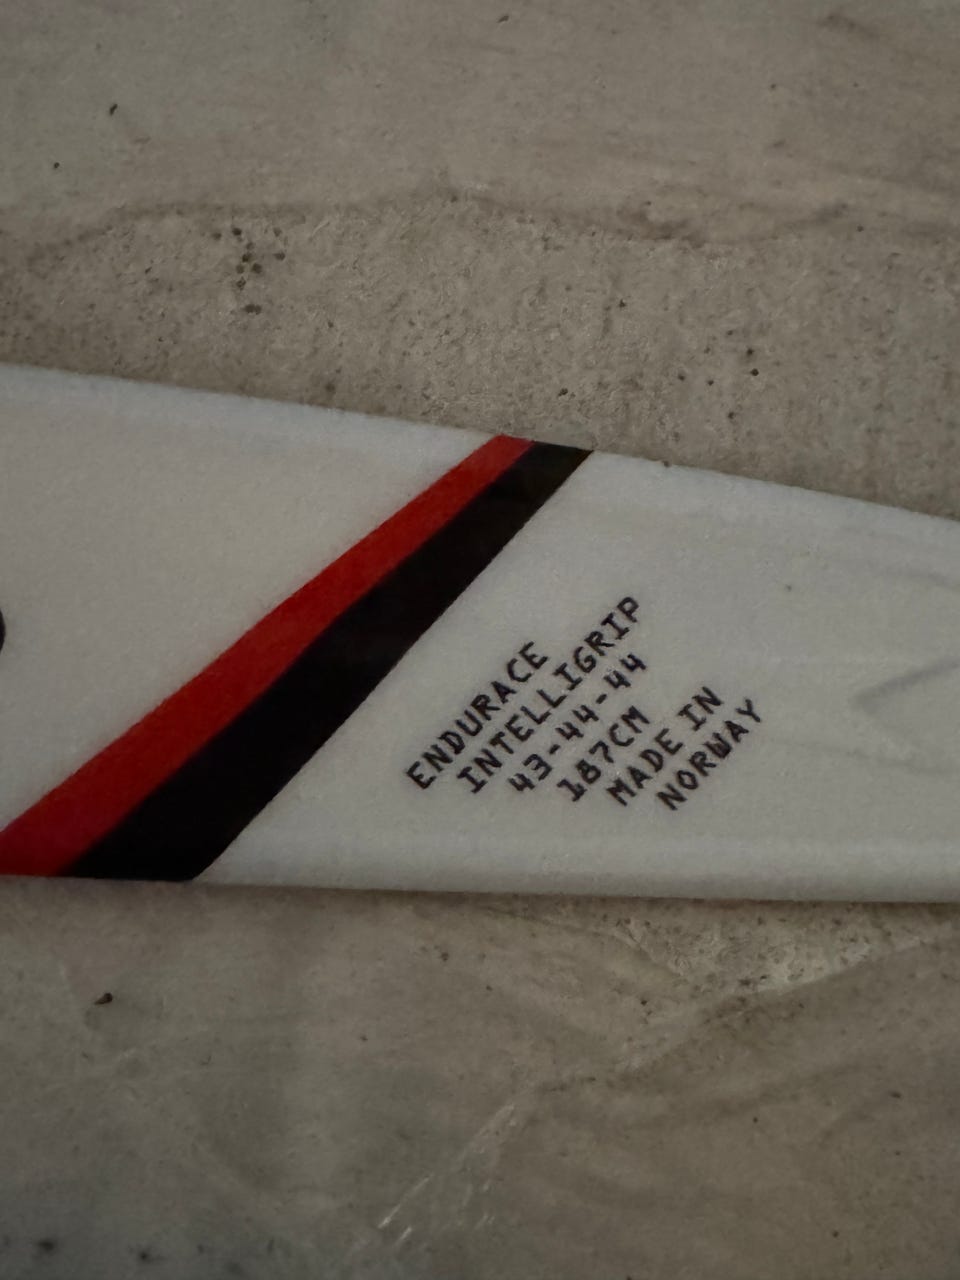 ENDURACE
INTELLIGRIP
43-44-44
187CM
MADE IN
NORWAY